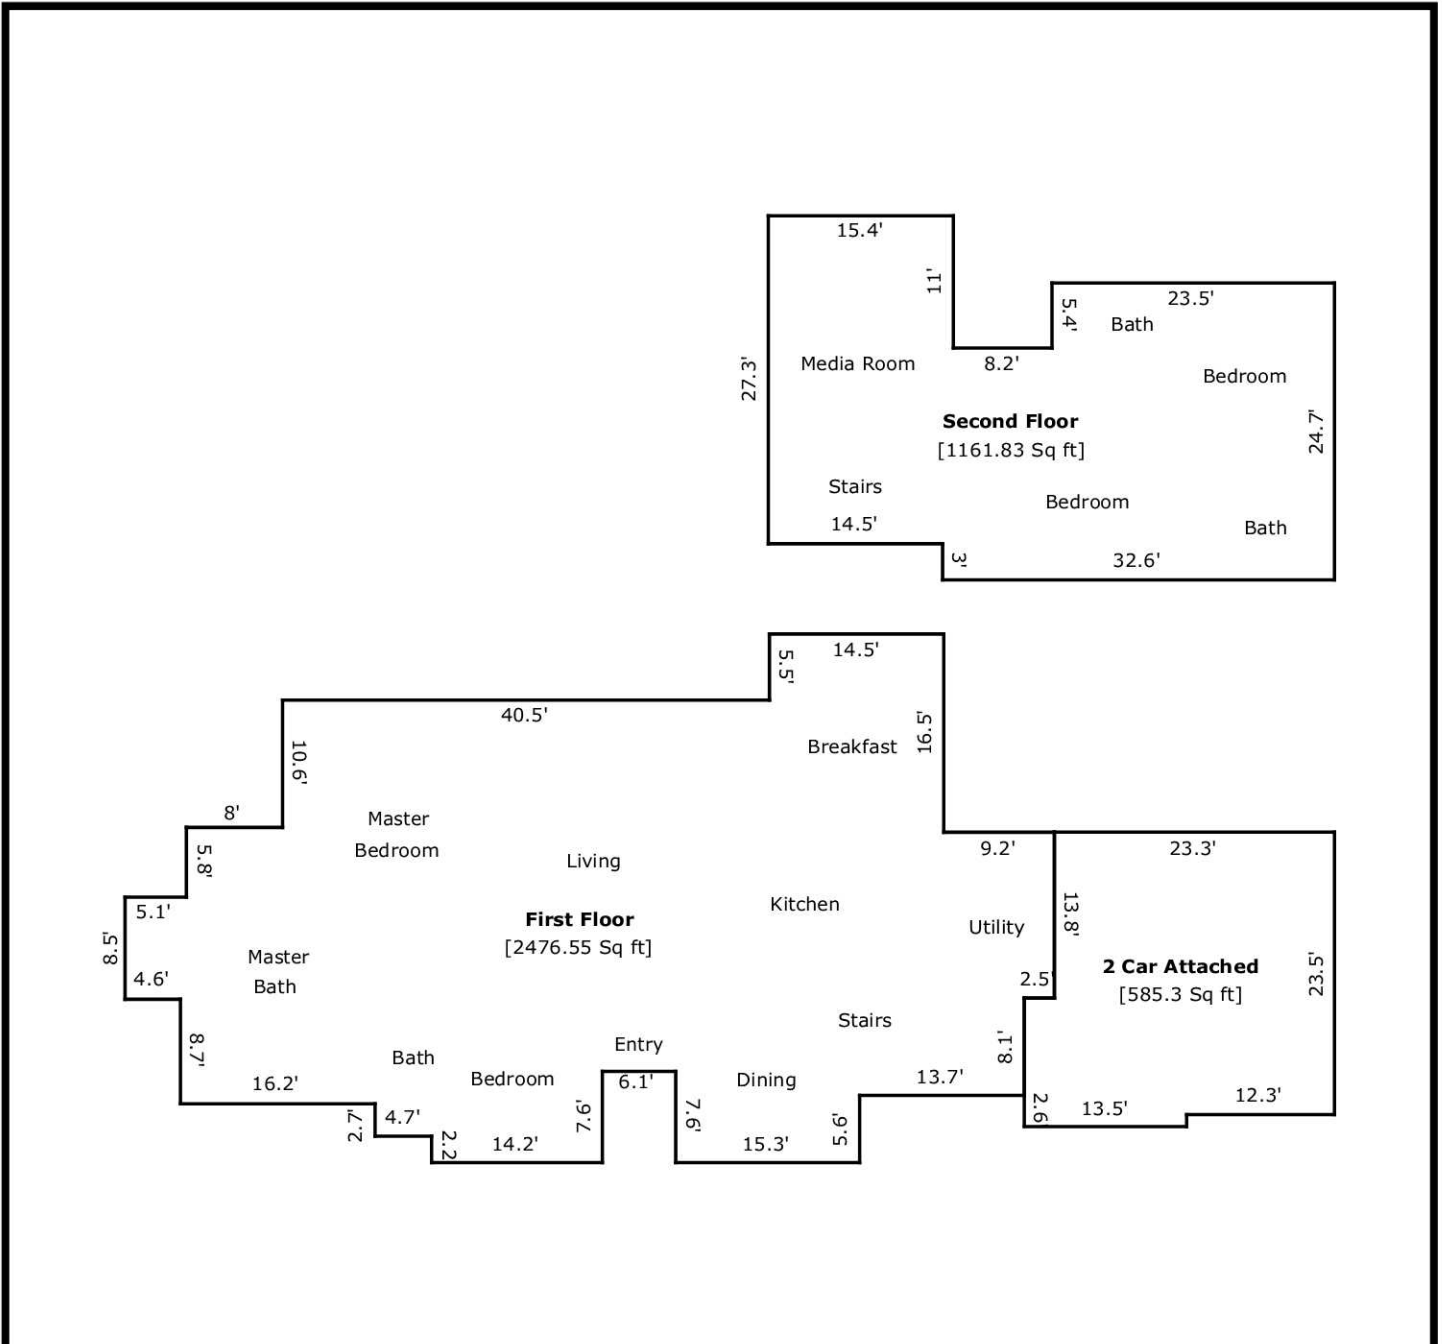 15.4'
11'
23.5'
5.4'
Bath
Media Room
8.2'
27.3'
Bedroom
Second Floor
[1161.83 Sq ft]
24.7'
Stairs
Bedroom
14.5'
Bath
3'
32.6'
14.5'
5.5'
40.5'
16.5'
Breakfast
10.6'
8'
Master
Bedroom
5.8'
Living
9.2'
23.3'
5.1'
Kitchen
13.8'
First Floor
[2476.55 Sq ft]
Utility
8.5'
Master
Bath
4.6'
2.5'
2 Car Attached
[585.3 Sq ft]
23.5'
Stairs
8.7'
Entry
8.1'
Bath
16.2'
Bedroom
6.1'
Dining
13.7'
12.3'
2.7'
4.7'
7.6'
7.6'
5.6'
2.6
13.5'
2.2
14.2'
15.3'